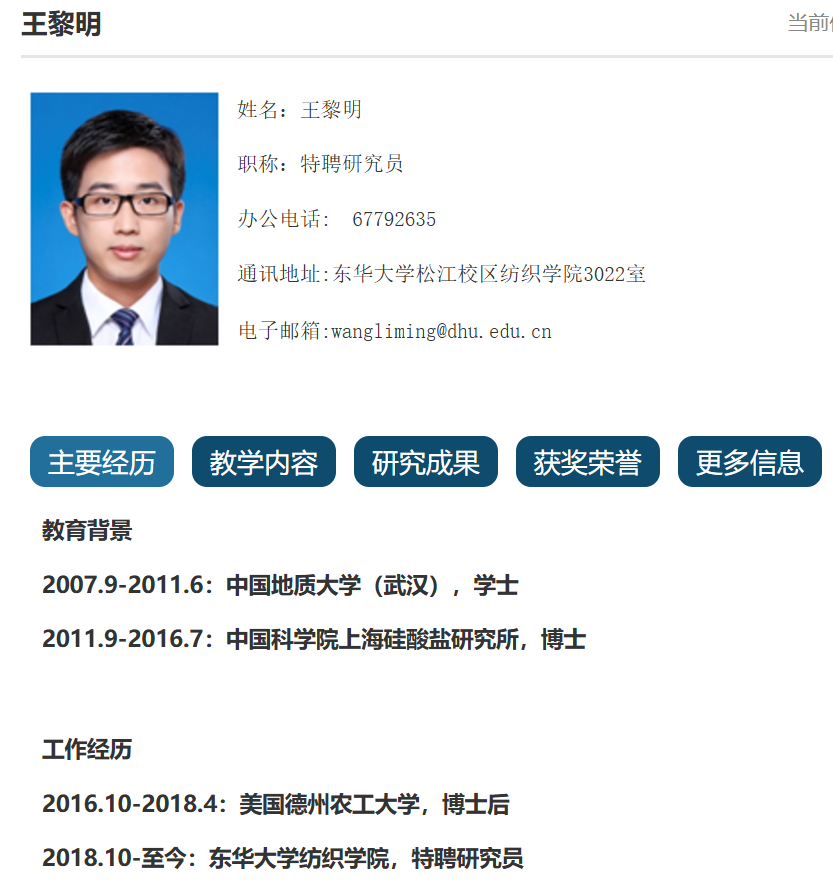 王黎明
当前
姓名：王黎明
职称：特聘研究员
办公电话： 67792635
通讯地址:东华大学松江校区纺织学院3022室
电子邮箱:wangliming@dhu.edu.cn
主要经历 教学内容 研究成果 获奖荣誉 更多信息
教育背景
2007.9-2011.6：中国地质大学（武汉），学士
2011.9-2016.7：中国科学院上海硅酸盐研究所，博士
工作经历
2016.10-2018.4：美国德州农工大学，博士后
2018.10-至今：东华大学纺织学院，特聘研究员